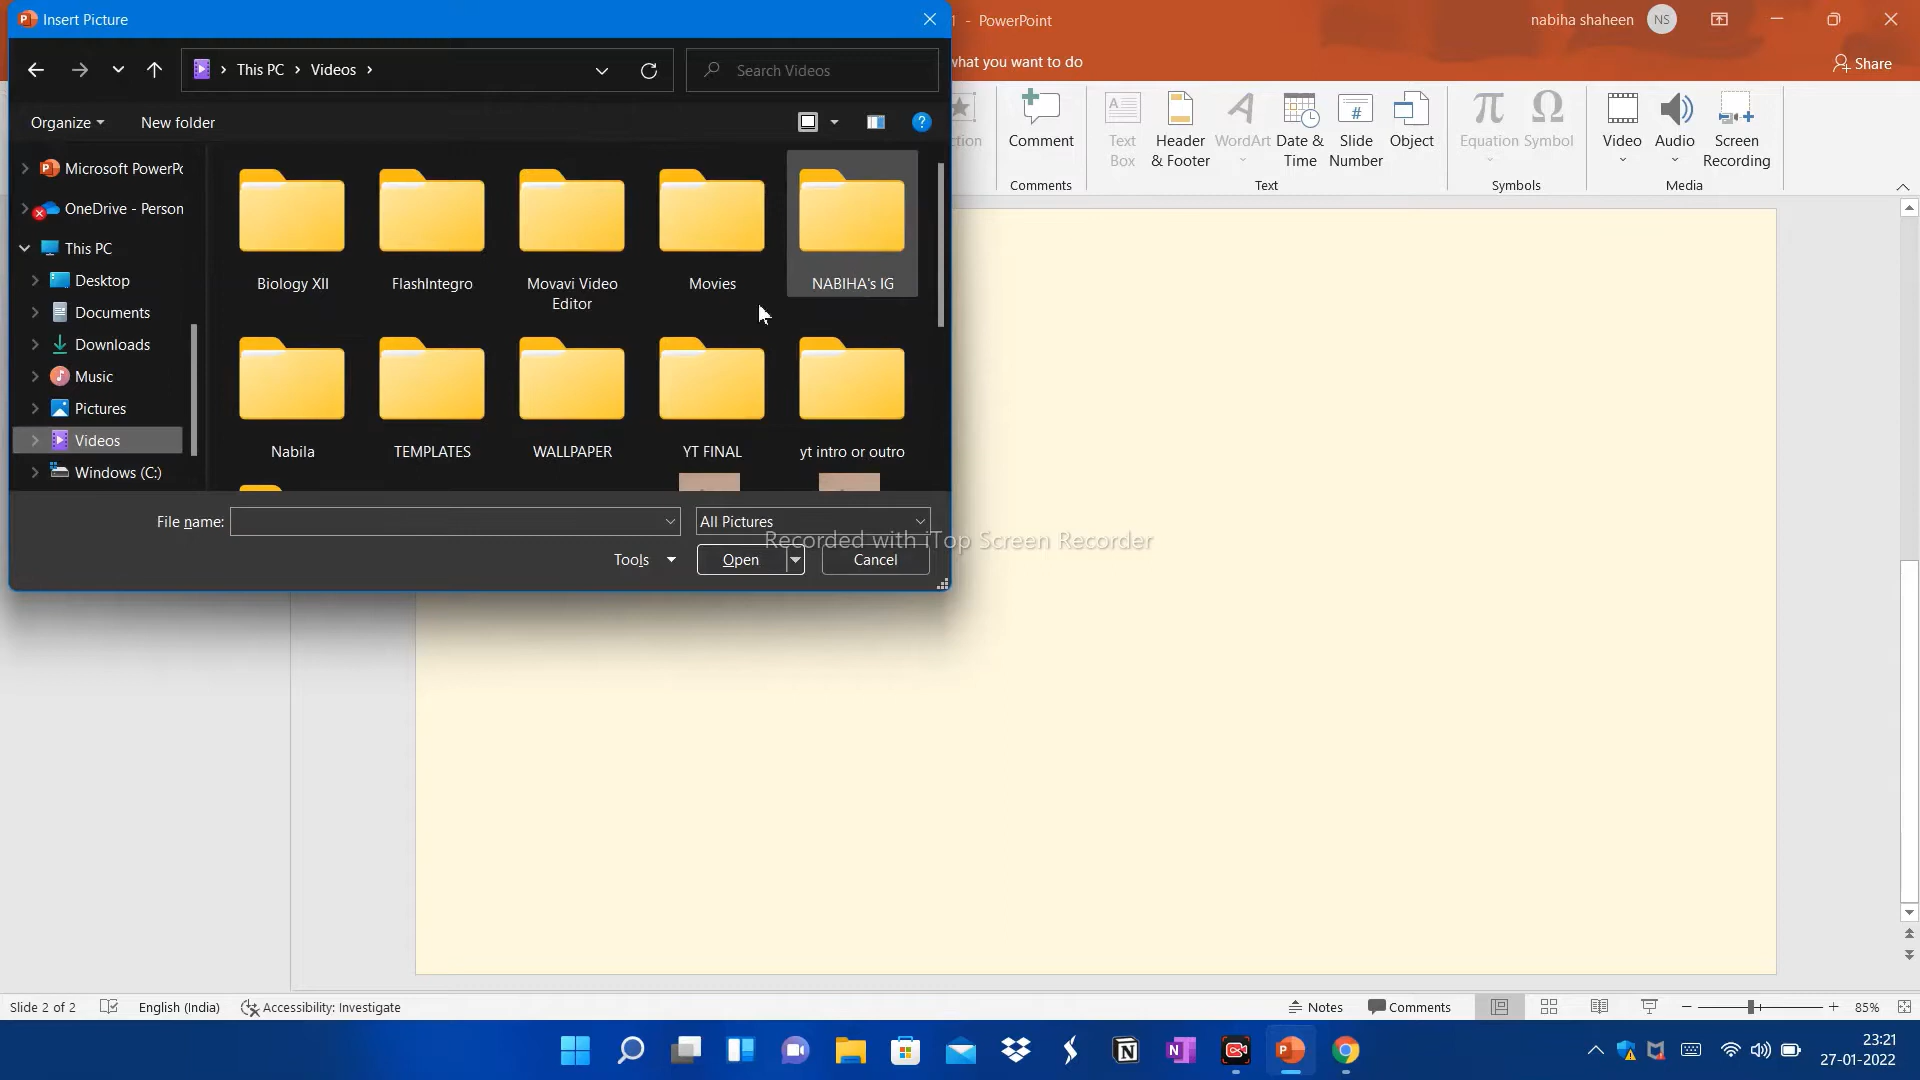 Insert Picture
1 - PowerPoint
nabiha shaheen
NS
This PC
Videos
Search Videos
what you want to do
Share
Organize
New folder
Comment
Text Box
Header & Footer
WordArt
Date & Time
Slide Number
Object
Equation
Symbol
Video
Audio
Screen Recording
Comments
Text
Symbols
Media
Microsoft PowerPo
OneDrive - Person
This PC
Desktop
Documents
Downloads
Music
Pictures
Videos
Windows (C:)
Biology XII
FlashIntegro
Movavi Video Editor
Movies
NABIHA's IG
Nabila
TEMPLATES
WALLPAPER
YT FINAL
yt intro or outro
File name:
All Pictures
Recorded with iTop Screen Recorder
Tools
Open
Cancel
Slide 2 of 2
English (India)
Accessibility: Investigate
Notes
Comments
85%
23:21
27-01-2022